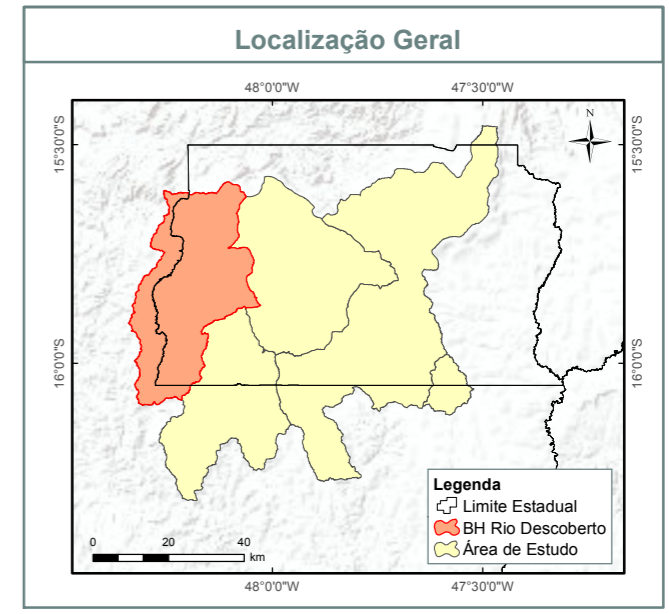 Localização Geral
48°0'0"W 47°30'0"W
N
15°30'0"S 15°30'0"S
16°0'0"S 16°0'0"S
Legenda
Limite Estadual
BH Rio Descoberto
Área de Estudo
0 20 40
km
48°0'0"W 47°30'0"W